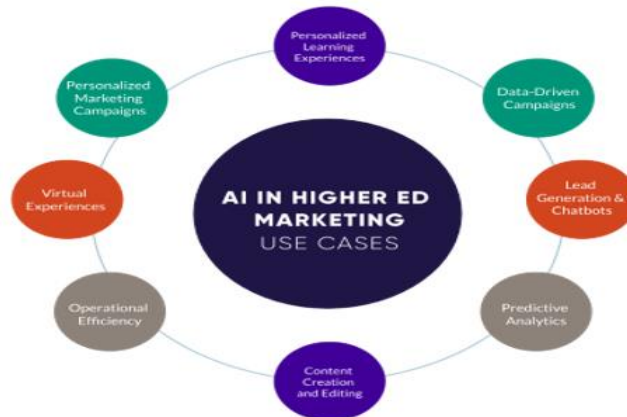 Personalized
Learning
Experiences
Personalized
Marketing
Campaigns
Data-Driven
Campaigns
Virtual
Experiences
AI IN HIGHER ED
MARKETING
USE CASES
Lead
Generation &
Chatbots
Operational
Efficiency
Predictive
Analytics
Content
Creation
and Editing